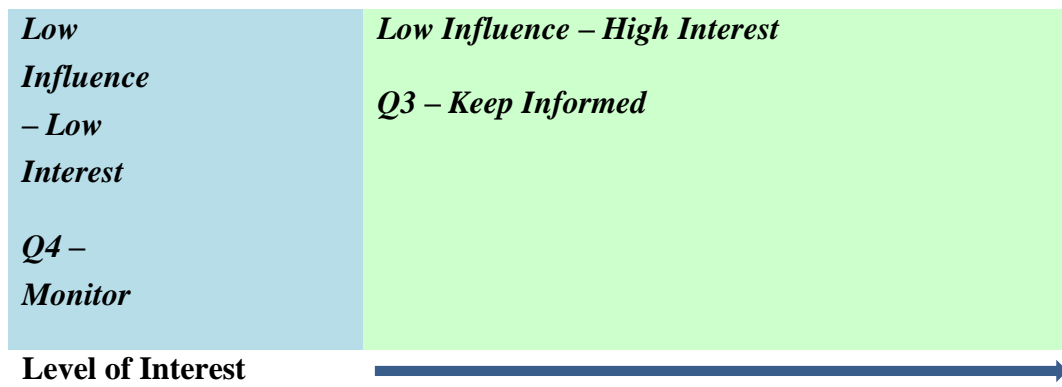 Low
Influence
– Low
Interest
Q4 –
Monitor
Low Influence – High Interest
Q3 – Keep Informed
Level of Interest